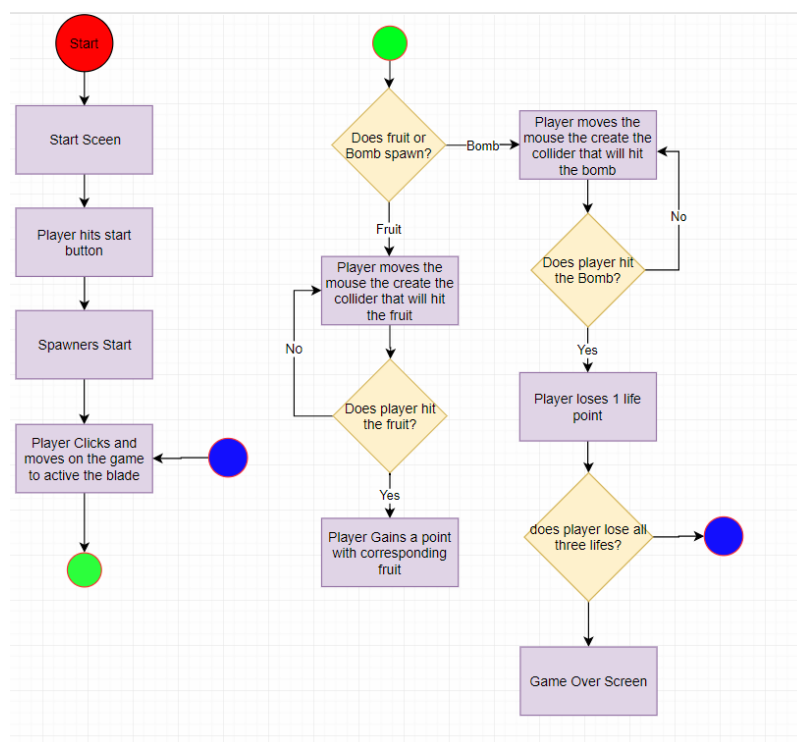 Start
Start Sceen
Player hits start
button
Spawners Start
Player Clicks and
moves on the game
to active the blade
Does fruit or
Bomb spawn?
Bomb
Fruit
Player moves the
mouse the create the
collider that will hit
the fruit
No
Does player hit
the fruit?
Yes
Player Gains a point
with corresponding
fruit
Player moves the
mouse the create the
collider that will hit
the bomb
No
Does player hit
the Bomb?
Yes
Player loses 1 life
point
does player lose all
three lifes?
Game Over Screen